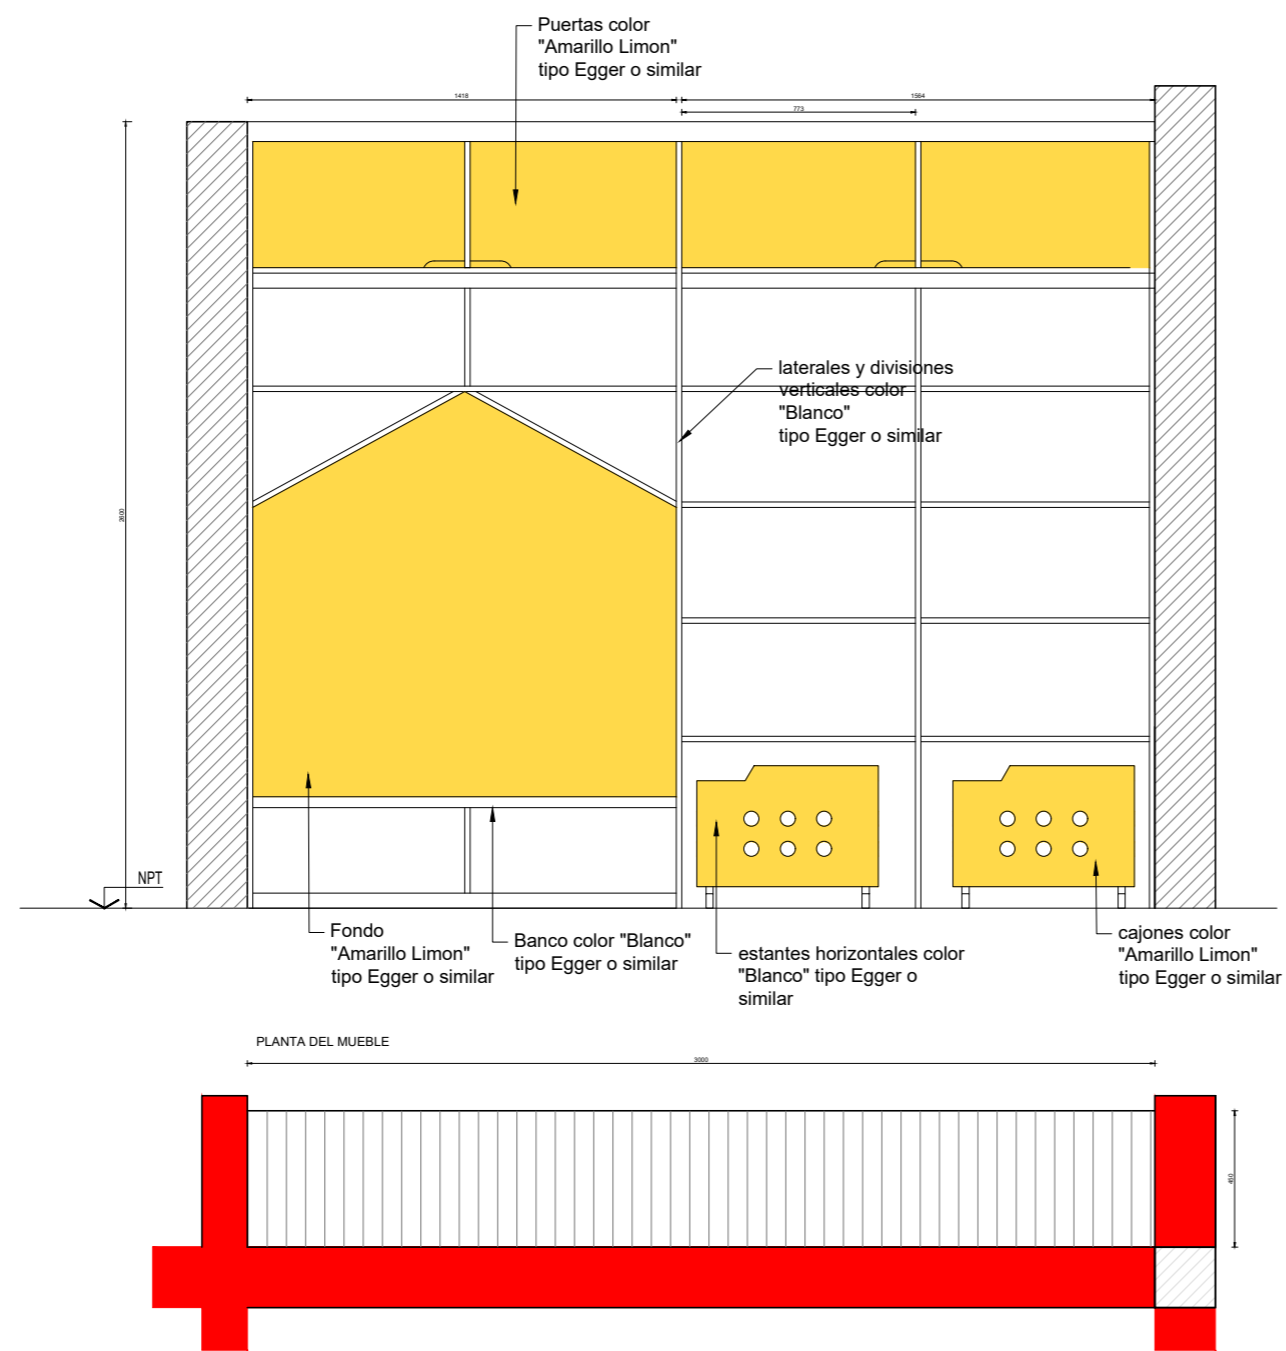 Puertas color
"Amarillo Limon"
tipo Egger o similar
1418
1564
773
2600
laterales y divisiones
verticales color
"Blanco"
tipo Egger o similar
NPT
Fondo
"Amarillo Limon"
tipo Egger o similar
Banco color "Blanco"
tipo Egger o similar
estantes horizontales color
"Blanco" tipo Egger o
similar
cajones color
"Amarillo Limon"
tipo Egger o similar
PLANTA DEL MUEBLE
3000
450